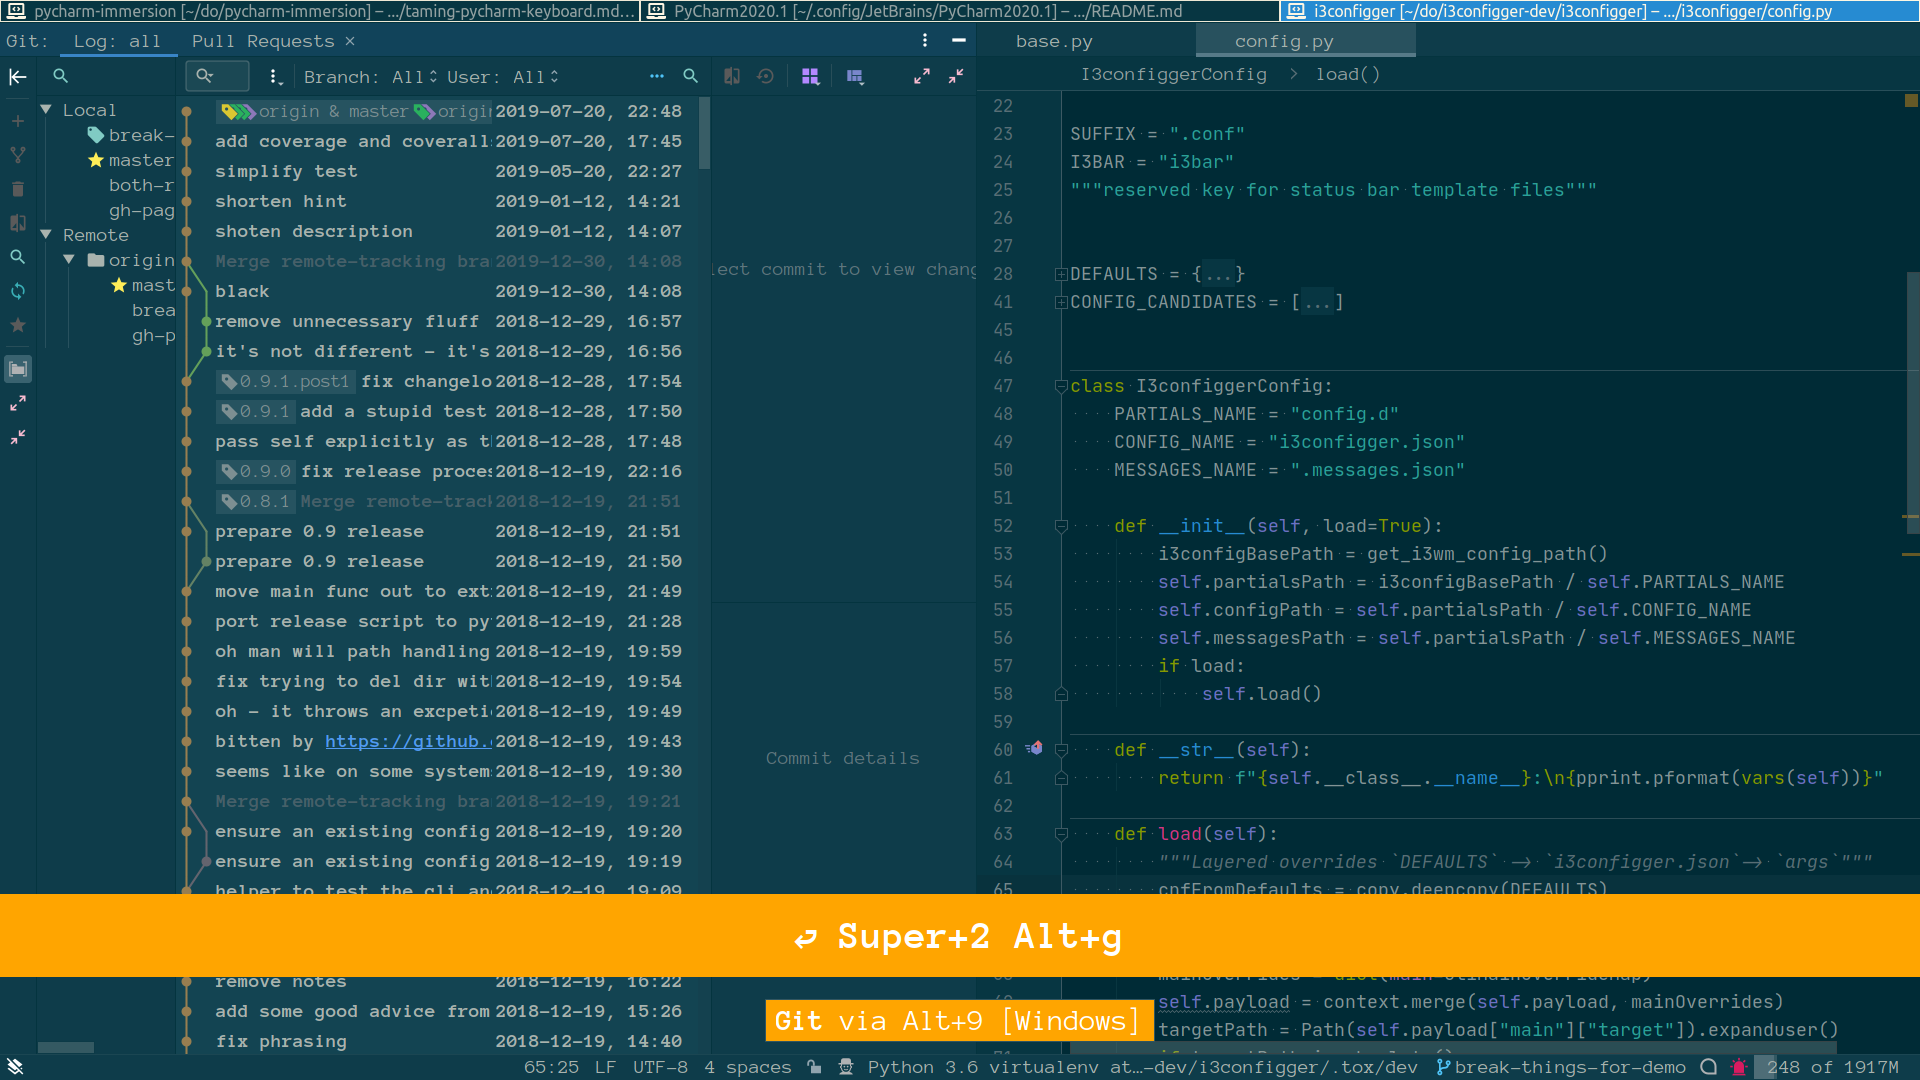 pycharm-immersion [~/do/pycharm-immersion] – .../taming-pycharm-keyboard.md...
PyCharm2020.1 [~/.config/JetBrains/PyCharm2020.1] – .../README.md
i3configger [~/do/i3configger-dev/i3configger] – .../i3configger/config.py
Git: Log: all Pull Requests ×
Branch: All User: All
Local
break-
master
both-r
gh-pag
Remote
origin
mast
brea
gh-p
origin & master origi 2019-07-20, 22:48
add coverage and coverall 2019-07-20, 17:45
simplify test 2019-05-20, 22:27
shorten hint 2019-01-12, 14:21
shoten description 2019-01-12, 14:07
Merge remote-tracking bra 2019-12-30, 14:08
black 2019-12-30, 14:08
remove unnecessary fluff 2018-12-29, 16:57
it's not different - it's 2018-12-29, 16:56
0.9.1.post1 fix changelo 2018-12-28, 17:54
0.9.1 add a stupid test 2018-12-28, 17:50
pass self explicitly as t 2018-12-28, 17:48
0.9.0 fix release proces 2018-12-19, 22:16
0.8.1 Merge remote-track 2018-12-19, 21:51
prepare 0.9 release 2018-12-19, 21:51
prepare 0.9 release 2018-12-19, 21:50
move main func out to ext 2018-12-19, 21:49
port release script to py 2018-12-19, 21:28
oh man will path handling 2018-12-19, 19:59
fix trying to del dir wit 2018-12-19, 19:54
oh - it throws an excpeti 2018-12-19, 19:49
bitten by https://github. 2018-12-19, 19:43
seems like on some system 2018-12-19, 19:30
Merge remote-tracking bra 2018-12-19, 19:21
ensure an existing config 2018-12-19, 19:20
ensure an existing config 2018-12-19, 19:19
helper to test the cli an 2018-12-19, 19:09
remove notes 2018-12-18, 16:22
add some good advice from 2018-12-18, 15:26
fix phrasing 2018-12-18, 14:40
lect commit to view chang
Commit details
base.py config.py
I3configgerConfig > load()
22
23 SUFFIX = ".conf"
24 I3BAR = "i3bar"
25 """reserved key for status bar template files"""
26
27
28 DEFAULTS = {...}
41 CONFIG_CANDIDATES = [...]
45
46
47 class I3configgerConfig:
48 PARTIALS_NAME = "config.d"
49 CONFIG_NAME = "i3configger.json"
50 MESSAGES_NAME = ".messages.json"
51
52 def __init__(self, load=True):
53 i3configBasePath = get_i3wm_config_path()
54 self.partialsPath = i3configBasePath / self.PARTIALS_NAME
55 self.configPath = self.partialsPath / self.CONFIG_NAME
56 self.messagesPath = self.partialsPath / self.MESSAGES_NAME
57 if load:
58 self.load()
59
60 def __str__(self):
61 return f"{self.__class__.__name__}:\n{pprint.pformat(vars(self))}"
62
63 def load(self):
64 """Layered overrides `DEFAULTS` -> `i3configger.json`-> `args`"""
65 cnfFromDefaults = copy.deepcopy(DEFAULTS)
self.payload = context.merge(self.payload, mainOverrides)
targetPath = Path(self.payload["main"]["target"]).expanduser()
⤶ Super+2 Alt+g
Git via Alt+9 [Windows]
65:25 LF UTF-8 4 spaces Python 3.6 virtualenv at...-dev/i3configger/.tox/dev break-things-for-demo 248 of 1917M